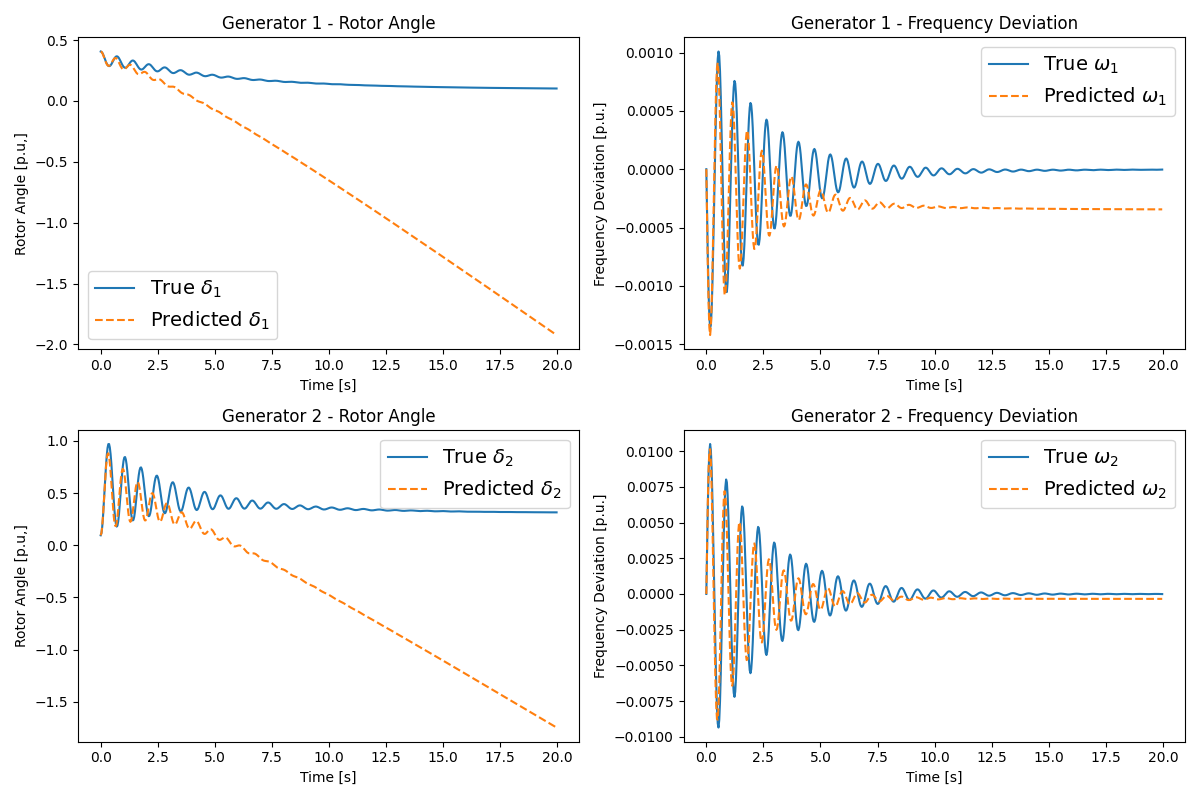 Generator 1 - Rotor Angle
Rotor Angle [p.u,]
0.5
0.0
−0.5
−1.0
−1.5
−2.0
True δ1
Predicted δ1
0.0 2.5 5.0 7.5 10.0 12.5 15.0 17.5 20.0
Time [s]
Generator 1 - Frequency Deviation
Frequency Deviation [p.u.]
0.0010
0.0005
0.0000
−0.0005
−0.0010
−0.0015
True ω1
Predicted ω1
0.0 2.5 5.0 7.5 10.0 12.5 15.0 17.5 20.0
Time [s]
Generator 2 - Rotor Angle
Rotor Angle [p.u,]
1.0
0.5
0.0
−0.5
−1.0
−1.5
True δ2
Predicted δ2
0.0 2.5 5.0 7.5 10.0 12.5 15.0 17.5 20.0
Time [s]
Generator 2 - Frequency Deviation
Frequency Deviation [p.u.]
0.0100
0.0075
0.0050
0.0025
0.0000
−0.0025
−0.0050
−0.0075
−0.0100
True ω2
Predicted ω2
0.0 2.5 5.0 7.5 10.0 12.5 15.0 17.5 20.0
Time [s]